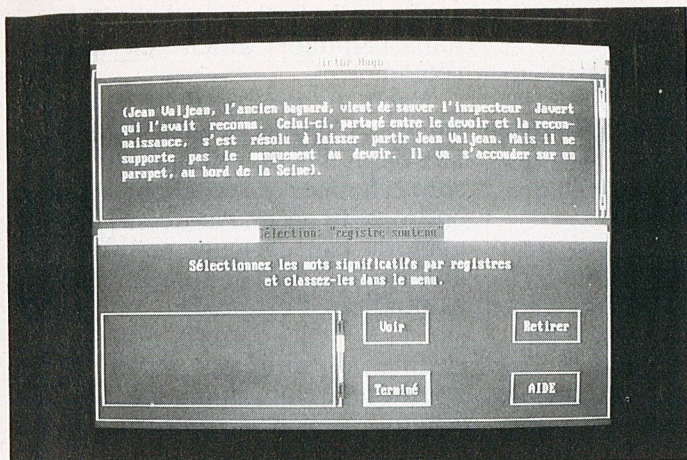 Victor Hugo
(Jean Valjean, l'ancien bagnard, vient de sauver l'inspecteur Javert
qui l'avait reconnu. Celui-ci, partagé entre le devoir et la recon-
naissance, s'est résolu à laisser partir Jean Valjean. Mais il ne
supporte pas le manquement au devoir. Il va s'accouder sur un
parapet, au bord de la Seine).
Sélection: "registre soutenu"
Sélectionnez les mots significatifs par registres
et classez-les dans le menu.
Voir
Retirer
Terminé
AIDE